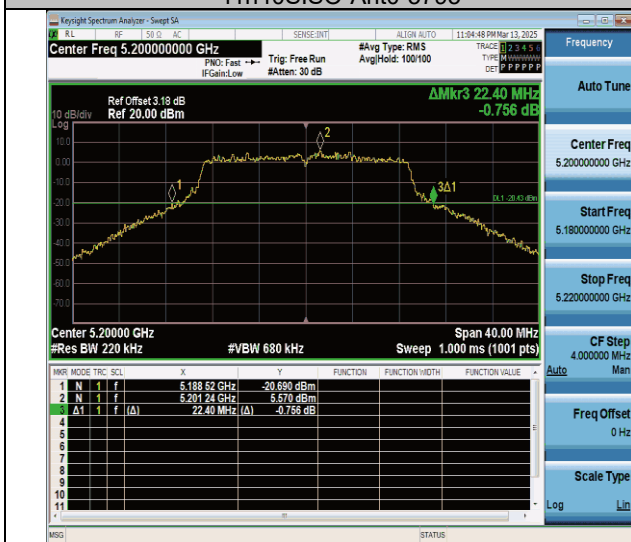 Keysight Spectrum Analyzer - Swept SA
RL RF 50 Ω AC SENSE:INT ALIGN AUTO 11:04:48 PM Mar 13, 2025
Center Freq 5.200000000 GHz
PNO: Fast
IFGain:Low
Trig: Free Run
#Atten: 30 dB
#Avg Type: RMS
Avg|Hold: 100/100
TRACE 1 2 3 4 5 6
TYPE M W W W W W
DET P P P P P P
ΔMkr3 22.40 MHz
-0.756 dB
Ref Offset 3.18 dB
Ref 20.00 dBm
10 dB/div
Log
10.0
0.00
-10.0
-20.0
-30.0
-40.0
-50.0
-60.0
-70.0
1
2
3Δ1
DL1 -20.43 dBm
Center 5.20000 GHz
Span 40.00 MHz
#Res BW 220 kHz
#VBW 680 kHz
Sweep 1.000 ms (1001 pts)
MKR MODE TRC SCL X Y FUNCTION FUNCTION WIDTH FUNCTION VALUE
1 N 1 f 5.188 52 GHz -20.690 dBm
2 N 1 f 5.201 24 GHz 5.570 dBm
3 Δ1 1 f (Δ) 22.40 MHz (Δ) -0.756 dB
4
5
6
7
8
9
10
11
MSG STATUS
Frequency
Auto Tune
Center Freq
5.200000000 GHz
Start Freq
5.180000000 GHz
Stop Freq
5.220000000 GHz
CF Step
4.000000 MHz
Auto Man
Freq Offset
0 Hz
Scale Type
Log Lin